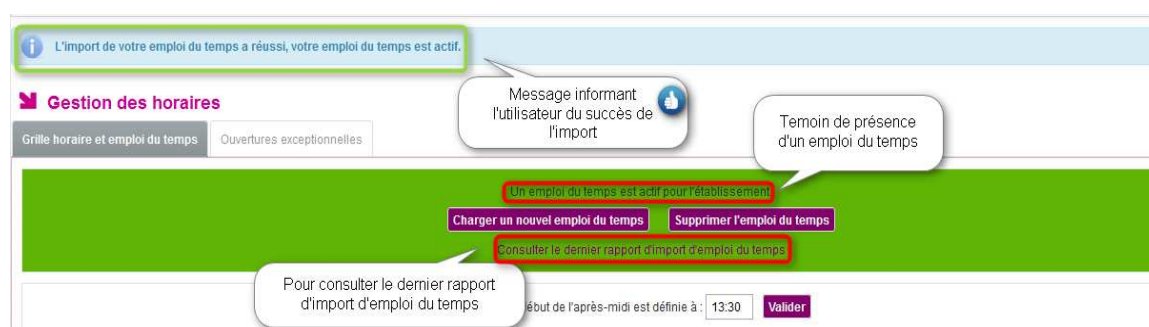 L'import de votre emploi du temps a réussi, votre emploi du temps est actif.
Message informant
l'utilisateur du succès de
l'import
Gestion des horaires
Temoin de présence
d'un emploi du temps
Grille horaire et emploi du temps
Ouvertures exceptionnelles
Un emploi du temps est actif pour l'établissement
Charger un nouvel emploi du temps
Supprimer l'emploi du temps
Consulter le dernier rapport d'import d'emploi du temps
Pour consulter le dernier rapport
d'import d'emploi du temps
ébut de l'après-midi est définie à : 13:30 Valider